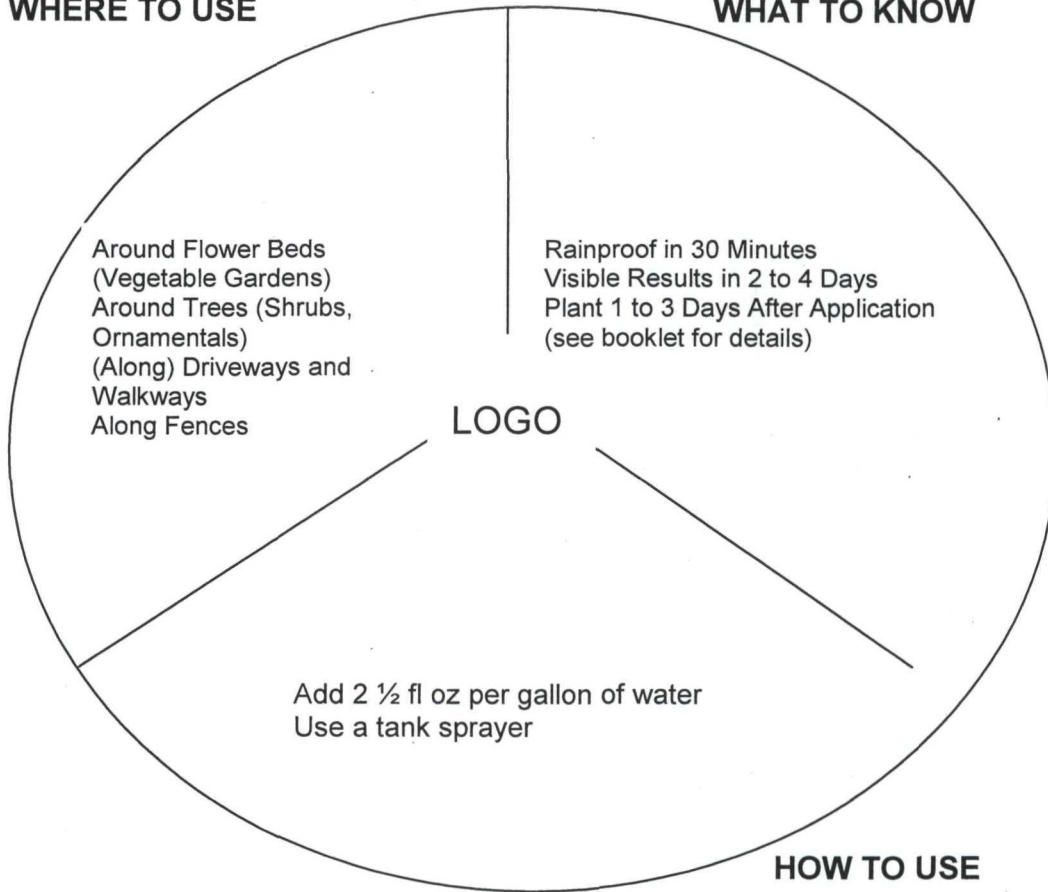 WHERE TO USE
WHAT TO KNOW
Around Flower Beds
(Vegetable Gardens)
Around Trees (Shrubs,
Ornamentals)
(Along) Driveways and
Walkways
Along Fences
Rainproof in 30 Minutes
Visible Results in 2 to 4 Days
Plant 1 to 3 Days After Application
(see booklet for details)
LOGO
Add 2 ½ fl oz per gallon of water
Use a tank sprayer
HOW TO USE